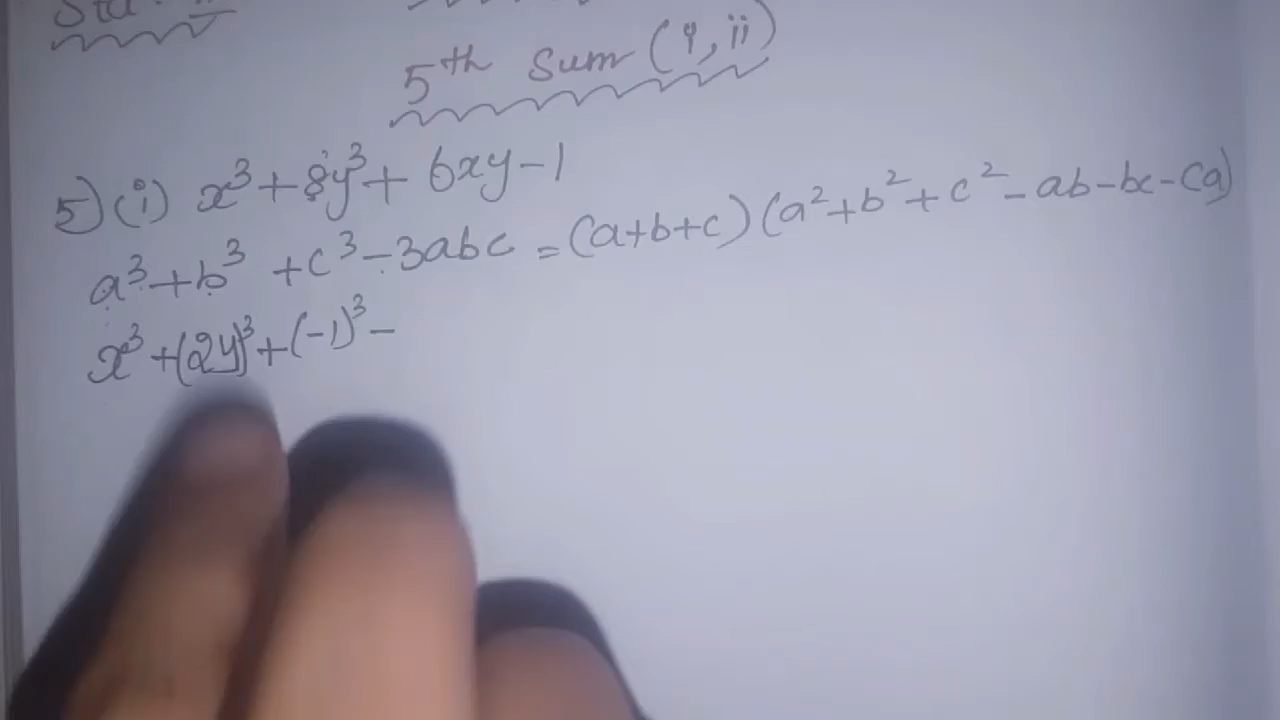 5th Sum (i, ii)
5) (i) x³ + 8y³ + 6xy - 1
a³ + b³ + c³ - 3abc = (a+b+c) (a² + b² + c² - ab - bc - ca)
x³ + (2y)³ + (-1)³ -